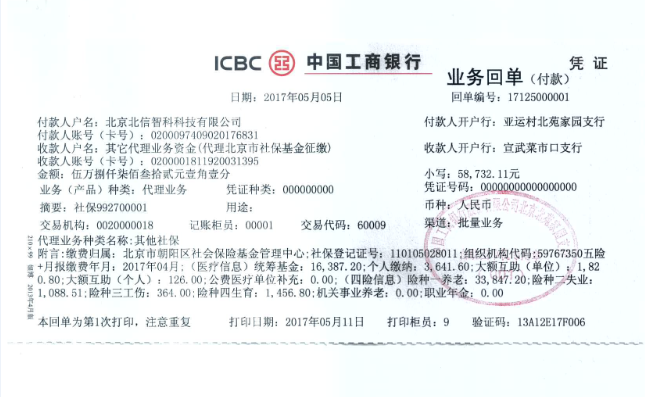 ICBC 中国工商银行
凭 证
业务回单（付款）
日期：2017年05月05日 回单编号：17125000001
付款人户名：北京北信智科科技有限公司 付款人开户行：亚运村北苑家园支行
付款人账号（卡号）：0200097409020176831
收款人户名：其它代理业务资金(代理北京市社保基金征缴) 收款人开户行：宣武菜市口支行
收款人账号（卡号）：0200001811920031395
金额：伍万捌仟柒佰叁拾贰元壹角壹分 小写：58,732.11元
业务（产品）种类：代理业务 凭证种类：000000000 凭证号码：00000000000000000
摘要：社保992700001 用途： 币种：人民币
交易机构：0020000018 记账柜员：00001 交易代码：60009 渠道：批量业务
代理业务种类名称:其他社保
附言:缴费归属：北京市朝阳区社会保险基金管理中心;社保登记证号：110105028011;组织机构代码:59767350五险
+月报缴费年月：2017年04月;（医疗信息）统筹基金：16,387.20;个人缴纳：3,641.60;大额互助（单位）：1,82
0.80;大额互助（个人）：126.00;公费医疗单位补充：0.00;（四险信息）险种一养老：33,847.20;险种二失业:
1,088.51;险种三工伤：364.00;险种四生育：1,456.80;机关事业养老：0.00;职业年金：0.00
本回单为第1次打印，注意重复 打印日期：2017年05月11日 打印柜员：9 验证码：13A12E17F006